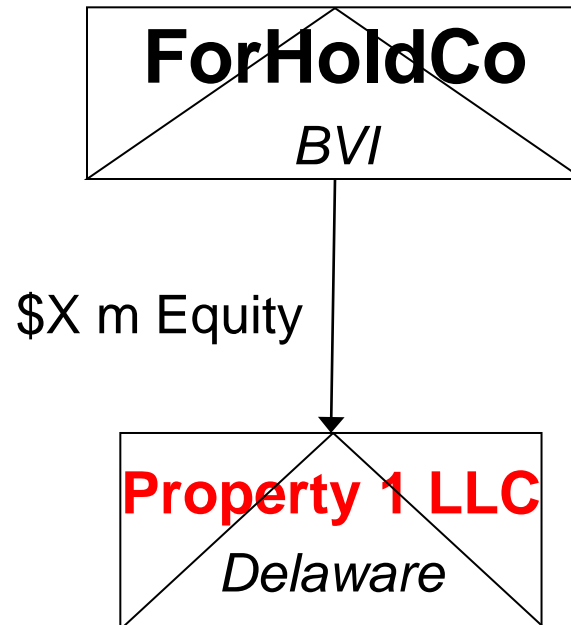 ForHoldCo
BVI
$X m Equity
Property 1 LLC
Delaware